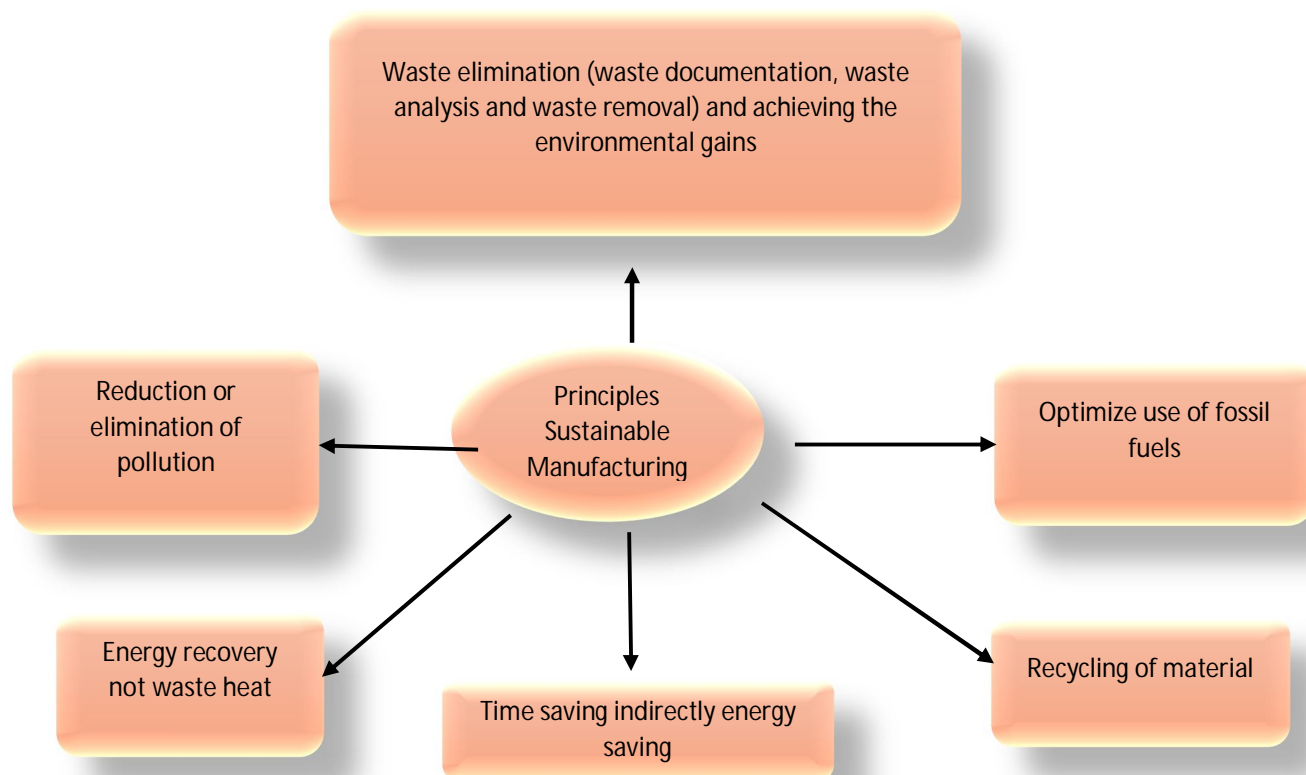 Waste elimination (waste documentation, waste
analysis and waste removal) and achieving the
environmental gains
Reduction or
elimination of
pollution
Principles
Sustainable
Manufacturing
Optimize use of fossil
fuels
Energy recovery
not waste heat
Time saving indirectly energy
saving
Recycling of material